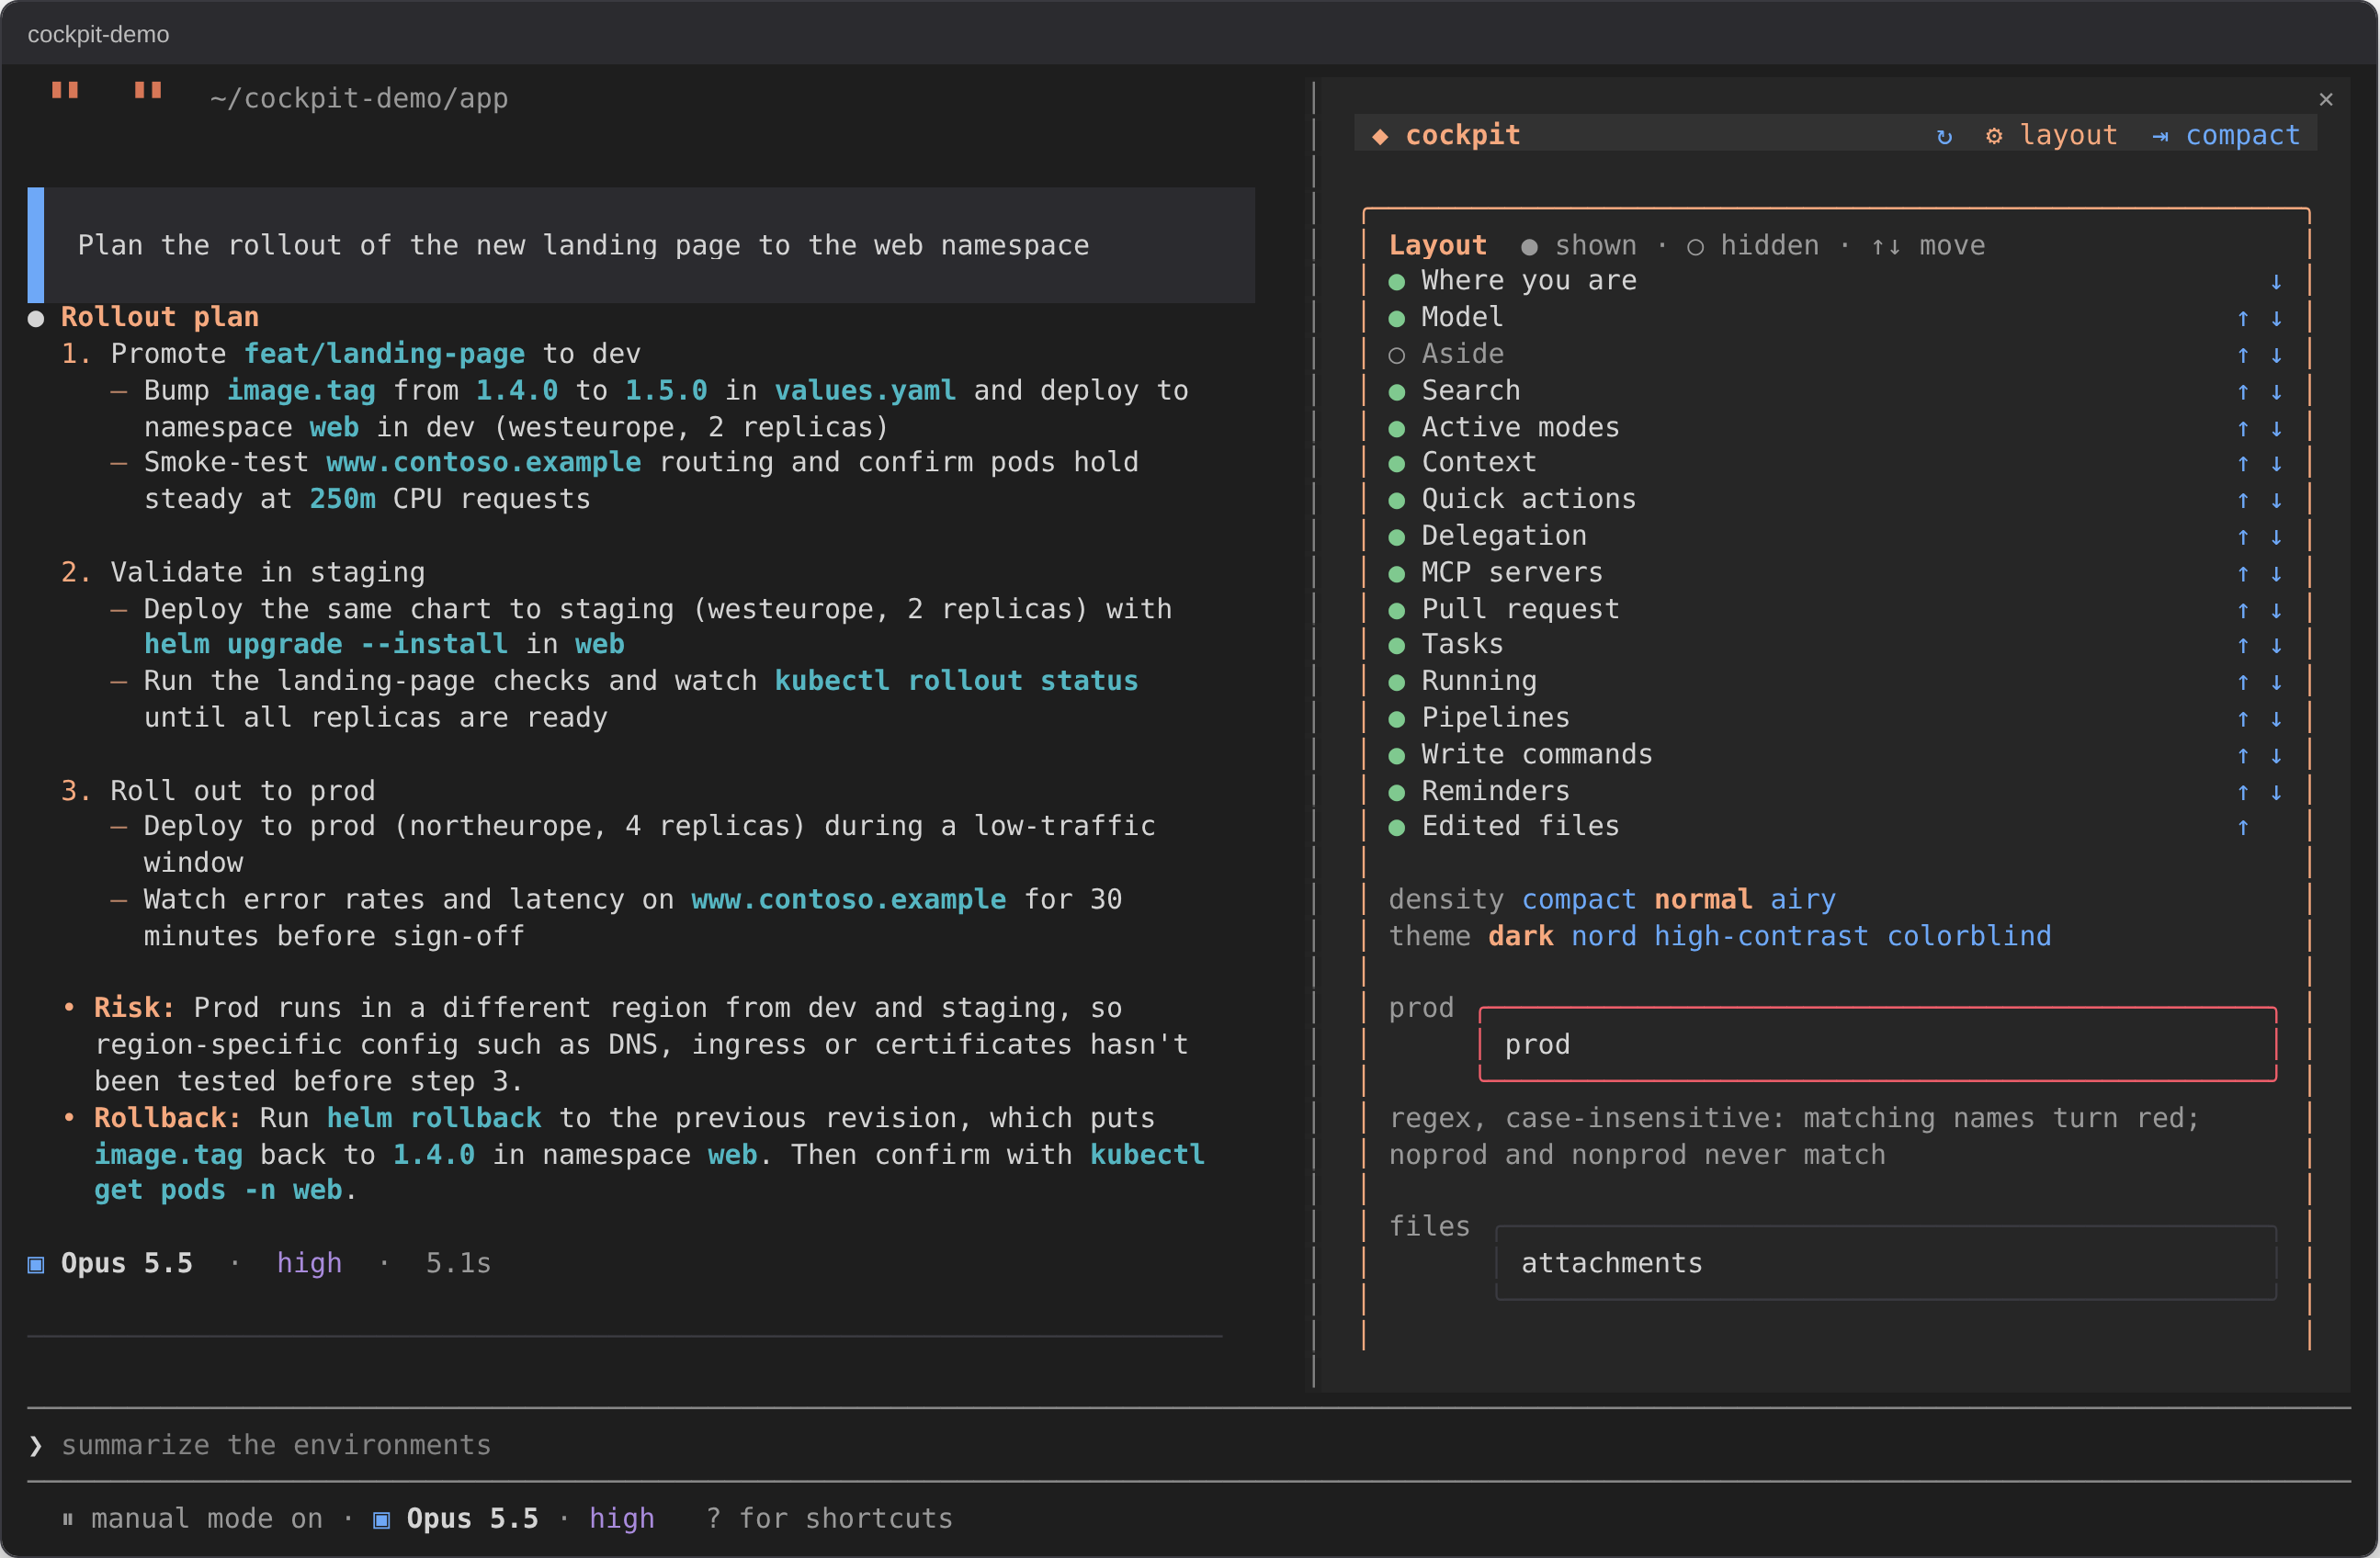 cockpit-demo
~/cockpit-demo/app
Plan the rollout of the new landing page to the web namespace
● Rollout plan
1. Promote feat/landing-page to dev
– Bump image.tag from 1.4.0 to 1.5.0 in values.yaml and deploy to
namespace web in dev (westeurope, 2 replicas)
– Smoke-test www.contoso.example routing and confirm pods hold
steady at 250m CPU requests
2. Validate in staging
– Deploy the same chart to staging (westeurope, 2 replicas) with
helm upgrade --install in web
– Run the landing-page checks and watch kubectl rollout status
until all replicas are ready
3. Roll out to prod
– Deploy to prod (northeurope, 4 replicas) during a low-traffic
window
– Watch error rates and latency on www.contoso.example for 30
minutes before sign-off
• Risk: Prod runs in a different region from dev and staging, so
region-specific config such as DNS, ingress or certificates hasn't
been tested before step 3.
• Rollback: Run helm rollback to the previous revision, which puts
image.tag back to 1.4.0 in namespace web. Then confirm with kubectl
get pods -n web.
▣ Opus 5.5 · high · 5.1s
×
◆ cockpit ↻ ⚙ layout ⇥ compact
Layout ● shown · ○ hidden · ↑↓ move
● Where you are ↓
● Model ↑ ↓
○ Aside ↑ ↓
● Search ↑ ↓
● Active modes ↑ ↓
● Context ↑ ↓
● Quick actions ↑ ↓
● Delegation ↑ ↓
● MCP servers ↑ ↓
● Pull request ↑ ↓
● Tasks ↑ ↓
● Running ↑ ↓
● Pipelines ↑ ↓
● Write commands ↑ ↓
● Reminders ↑ ↓
● Edited files ↑
density compact normal airy
theme dark nord high-contrast colorblind
prod
prod
regex, case-insensitive: matching names turn red;
noprod and nonprod never match
files
attachments
❯ summarize the environments
⏸ manual mode on · ▣ Opus 5.5 · high ? for shortcuts